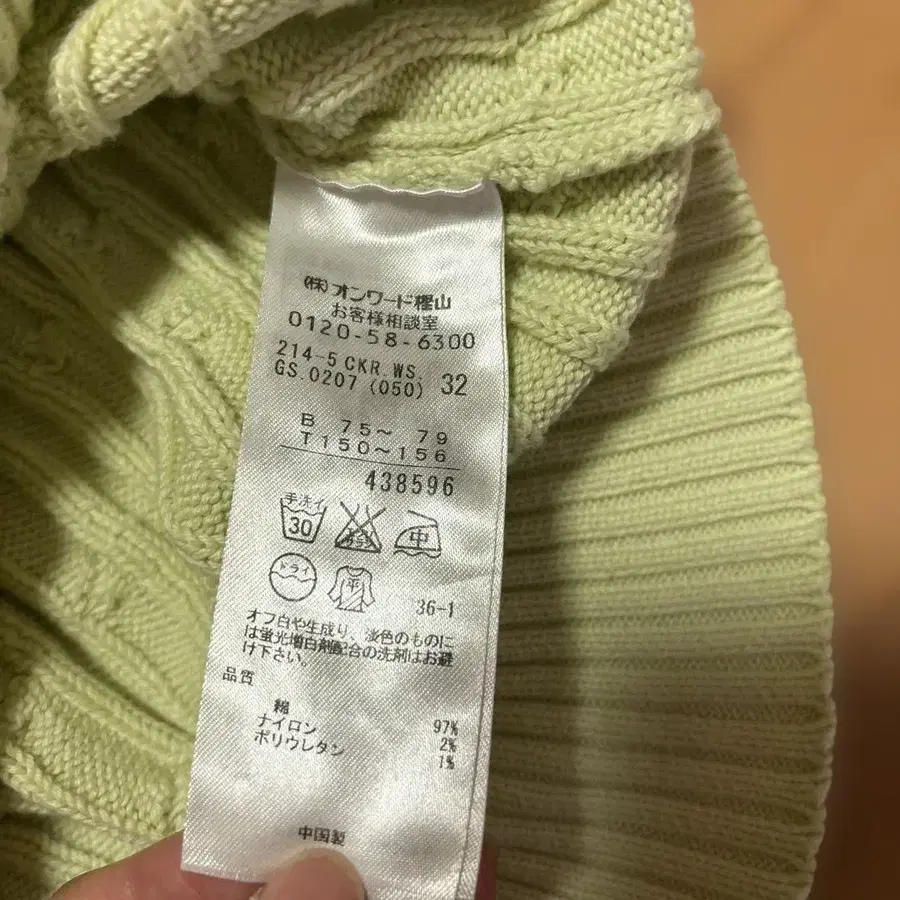 (株)オンワード樫山
お客様相談室
0120-58-6300
214-5 CKR.WS.
GS.0207 (050) 32
B 75～ 79
T150～156
438596
手洗イ
30
エンソ
中
ドライ
平
36-1
オフ白や生成り、淡色のものに
は蛍光増白剤配合の洗剤はお避
け下さい。
品質
綿 97%
ナイロン 2%
ポリウレタン 1%
中国製